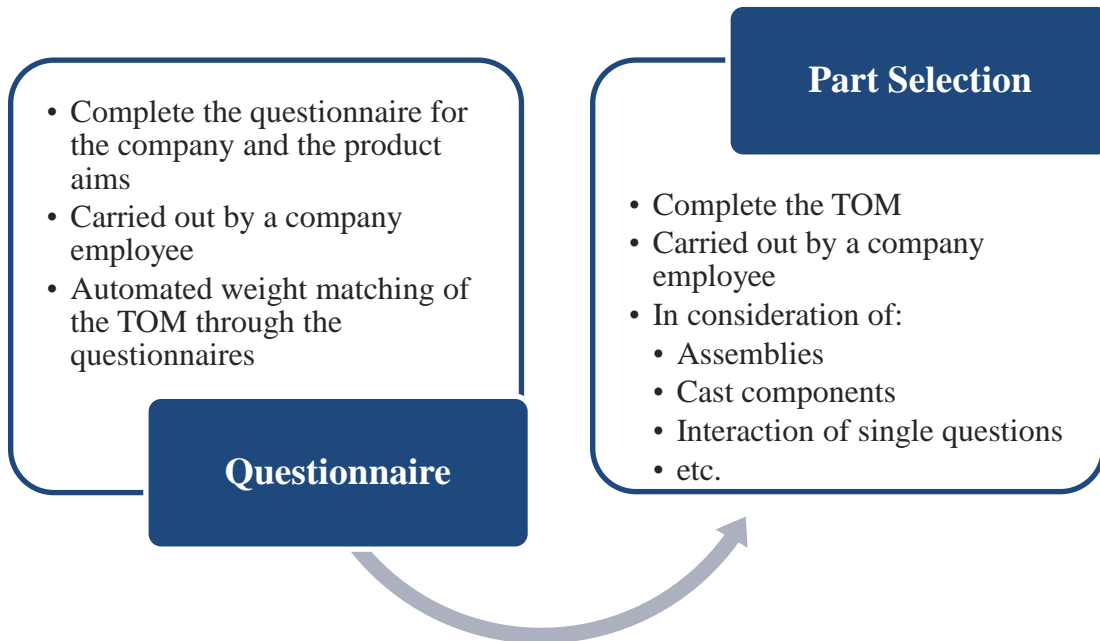 • Complete the questionnaire for
the company and the product
aims
• Carried out by a company
employee
• Automated weight matching of
the TOM through the
questionnaires
Questionnaire
Part Selection
• Complete the TOM
• Carried out by a company
employee
• In consideration of:
• Assemblies
• Cast components
• Interaction of single questions
• etc.